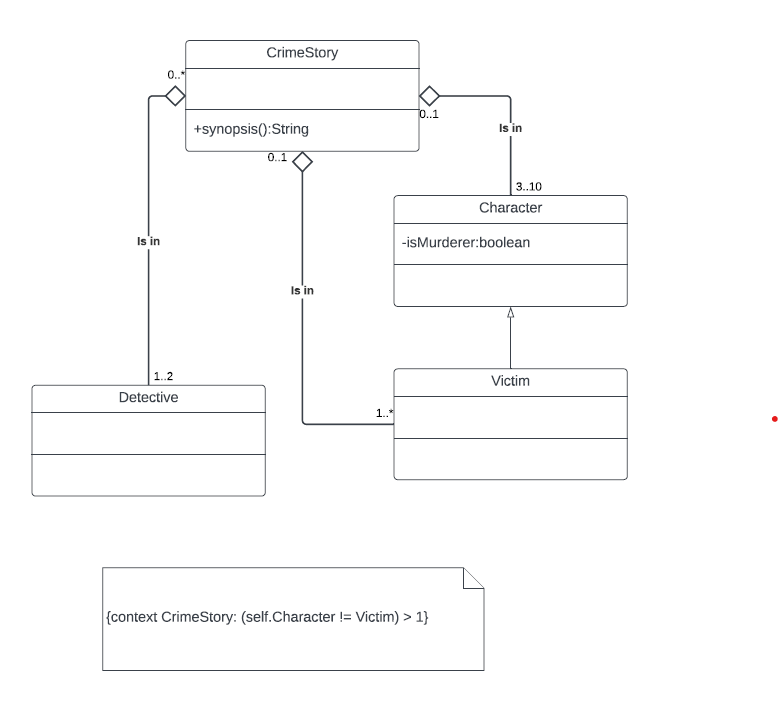 CrimeStory
0..*
+synopsis():String
0..1
Is in
0..1
3..10
Character
-isMurderer:boolean
Is in
Is in
1..2
Detective
Victim
1..*
{context CrimeStory: (self.Character != Victim) > 1}